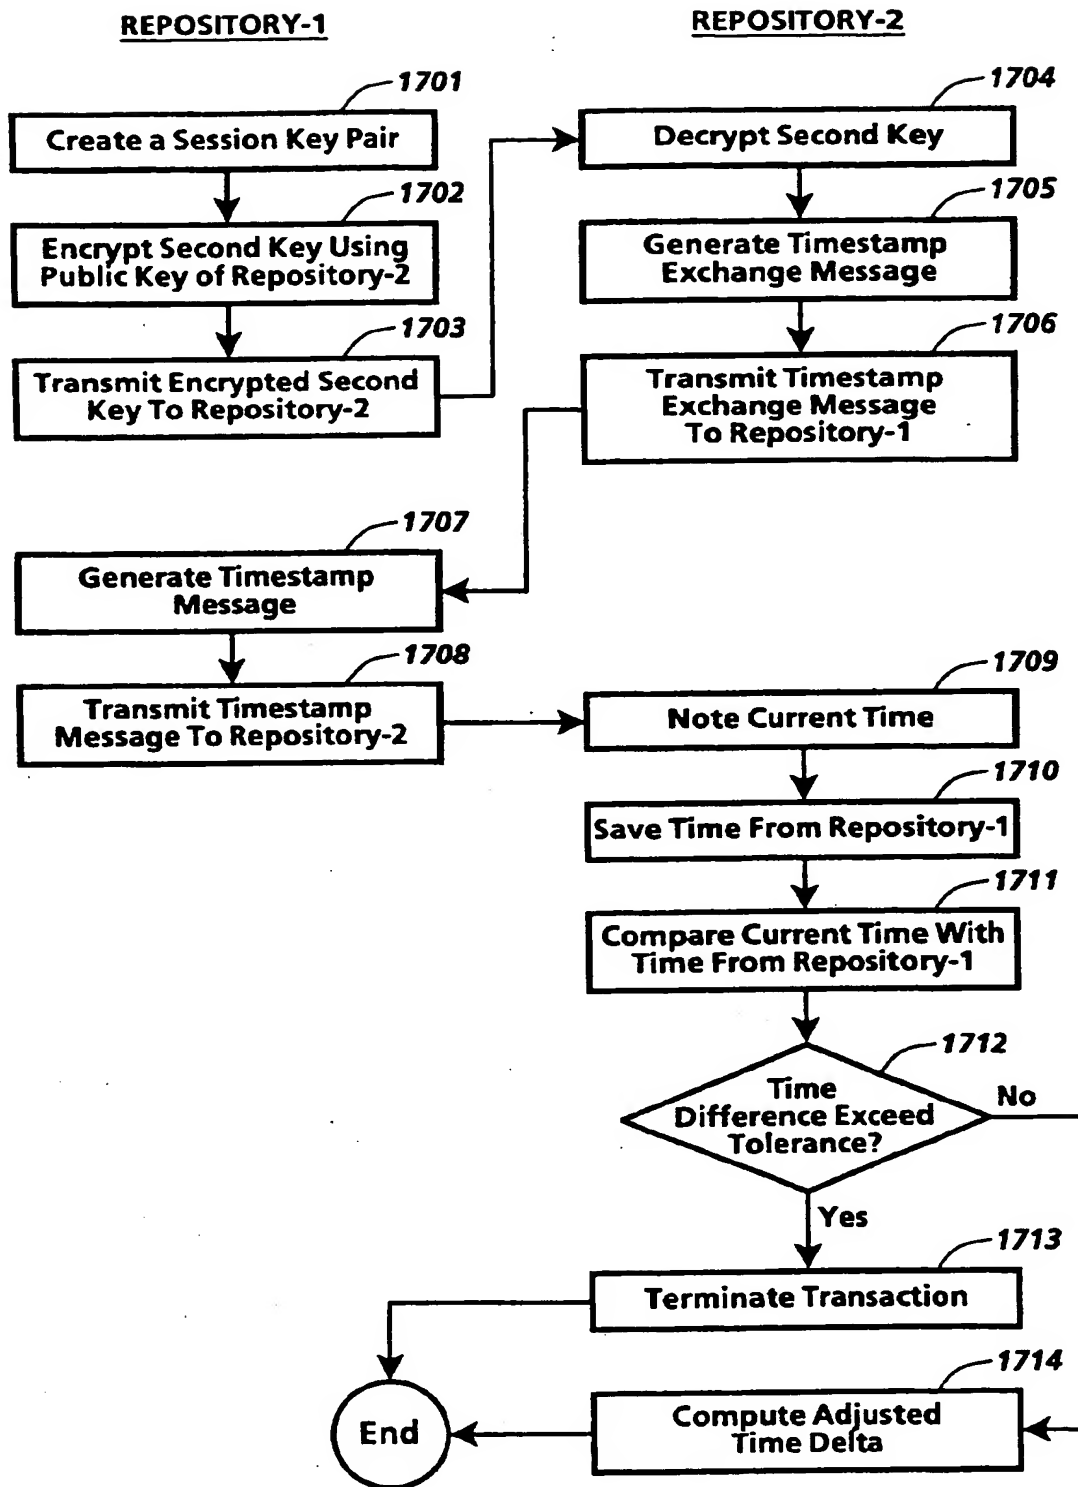 REPOSITORY-1
REPOSITORY-2
1701
Create a Session Key Pair
1702
Encrypt Second Key Using
Public Key of Repository-2
1703
Transmit Encrypted Second
Key To Repository-2
1704
Decrypt Second Key
1705
Generate Timestamp
Exchange Message
1706
Transmit Timestamp
Exchange Message
To Repository-1
1707
Generate Timestamp
Message
1708
Transmit Timestamp
Message To Repository-2
1709
Note Current Time
1710
Save Time From Repository-1
1711
Compare Current Time With
Time From Repository-1
1712
Time
Difference Exceed
Tolerance?
No
Yes
1713
Terminate Transaction
1714
Compute Adjusted
Time Delta
End